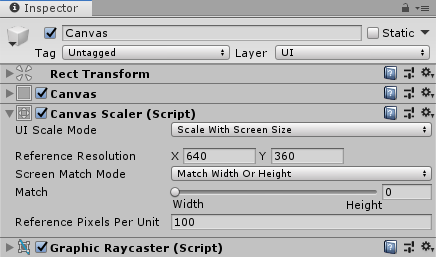 Inspector
Canvas Static
Tag Untagged Layer UI
Rect Transform
Canvas
Canvas Scaler (Script)
UI Scale Mode Scale With Screen Size
Reference Resolution X 640 Y 360
Screen Match Mode Match Width Or Height
Match 0
Width Height
Reference Pixels Per Unit 100
Graphic Raycaster (Script)